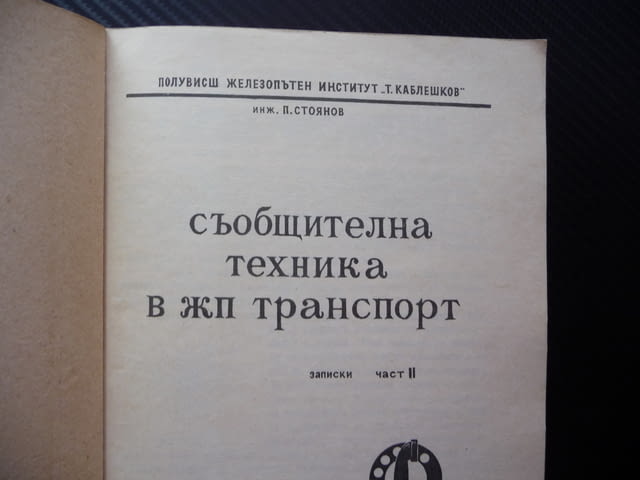 ПОЛУВИСШ ЖЕЛЕЗОПЪТЕН ИНСТИТУТ „Т. КАБЛЕШКОВ"
ИНЖ. П. СТОЯНОВ
СЪОБЩИТЕЛНА
ТЕХНИКА
В ЖП ТРАНСПОРТ
ЗАПИСКИ ЧАСТ II